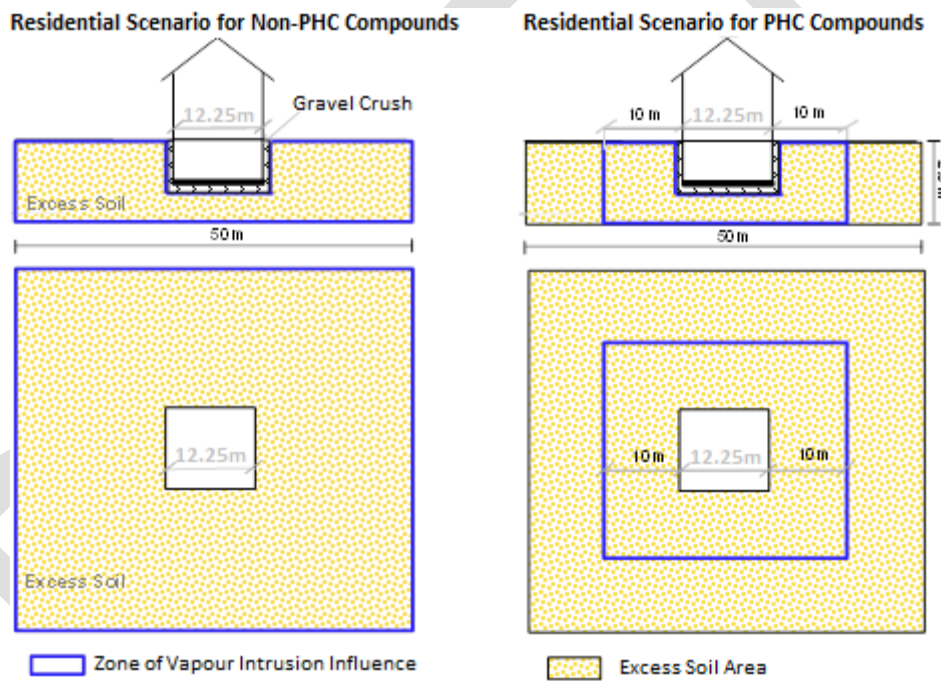 Residential Scenario for Non-PHC Compounds
Residential Scenario for PHC Compounds
12.25m
Gravel Crush
Excess Soil
50 m
10 m
12.25m
10 m
50 m
12.25m
Excess Soil
10 m
12.25m
10 m
Zone of Vapour Intrusion Influence
Excess Soil Area